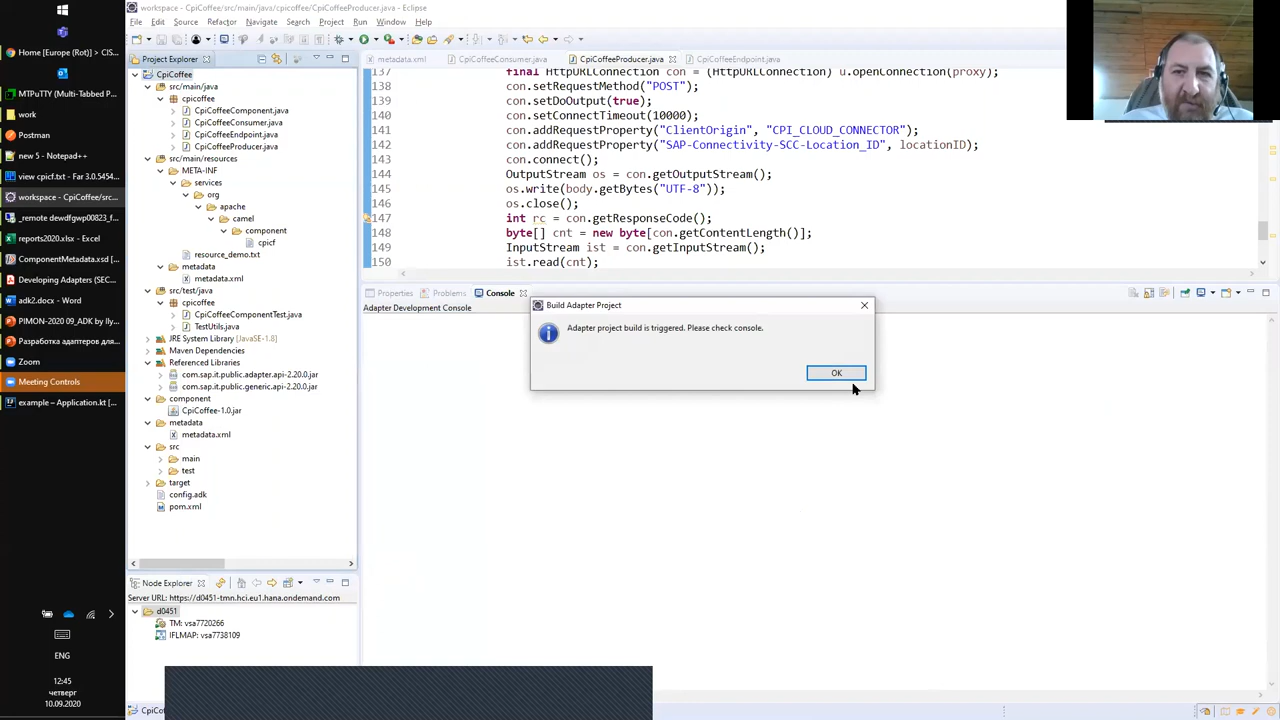 workspace - CpiCoffee/src/main/java/cpicoffee/CpiCoffeeProducer.java - Eclipse
File Edit Source Refactor Navigate Search Project Run Window Help
Project Explorer
metadata.xml CpiCoffeeConsumer.java CpiCoffeeProducer.java CpiCoffeeEndpoint.java
Home [Europe (Rot)] > CIS...
MTPuTTY (Multi-Tabbed P...
work
Postman
new 5 - Notepad++
view cpicf.txt - Far 3.0.5454...
workspace - CpiCoffee/src...
_remote dewdfgwp00823_f...
reports2020.xlsx - Excel
ComponentMetadata.xsd [...
Developing Adapters (SEC...
adk2.docx - Word
PIMON-2020 09_ADK by Ily...
Разработка адаптеров для...
Zoom
Meeting Controls
example – Application.kt [...
ENG
12:45
четверг
10.09.2020
CpiCoffee
src/main/java
cpicoffee
CpiCoffeeComponent.java
CpiCoffeeConsumer.java
CpiCoffeeEndpoint.java
CpiCoffeeProducer.java
src/main/resources
META-INF
services
org
apache
camel
component
cpicf
resource_demo.txt
metadata
metadata.xml
src/test/java
cpicoffee
CpiCoffeeComponentTest.java
TestUtils.java
JRE System Library [JavaSE-1.8]
Maven Dependencies
Referenced Libraries
com.sap.it.public.adapter.api-2.20.0.jar
com.sap.it.public.generic.api-2.20.0.jar
component
CpiCoffee-1.0.jar
metadata
metadata.xml
src
main
test
target
config.adk
pom.xml
Node Explorer
Server URL: https://d0451-tmn.hci.eu1.hana.ondemand.com
d0451
TM: vsa7720266
IFLMAP: vsa7738109
CpiCof
137 final HttpURLConnection con = (HttpURLConnection) u.openConnection(proxy);
138 con.setRequestMethod("POST");
139 con.setDoOutput(true);
140 con.setConnectTimeout(10000);
141 con.addRequestProperty("ClientOrigin", "CPI_CLOUD_CONNECTOR");
142 con.addRequestProperty("SAP-Connectivity-SCC-Location_ID", locationID);
143 con.connect();
144 OutputStream os = con.getOutputStream();
145 os.write(body.getBytes("UTF-8"));
146 os.close();
147 int rc = con.getResponseCode();
148 byte[] cnt = new byte[con.getContentLength()];
149 InputStream ist = con.getInputStream();
150 ist.read(cnt);
Properties Problems Console
Adapter Development Console
Build Adapter Project
Adapter project build is triggered. Please check console.
OK